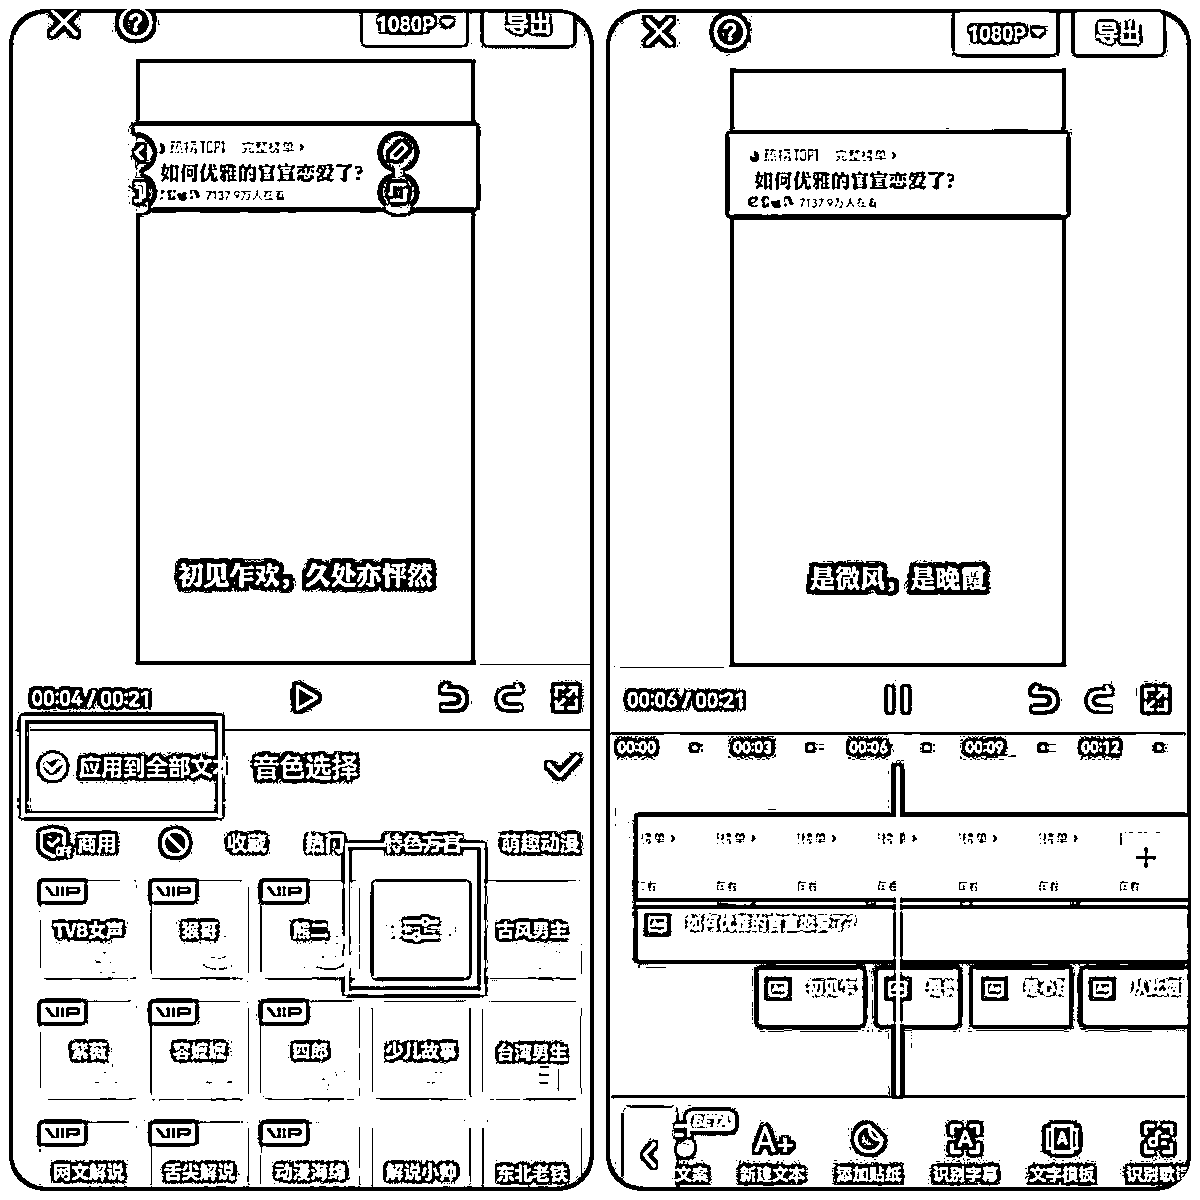 1080P 导出
热榜TOP1 完整榜单 ›
如何优雅的官宣恋爱了?
7137.9万人在看
初见乍欢，久处亦怦然
00:04/00:21
应用到全部文本 音色选择
商用 收藏 热门 特色方言 萌趣动漫
VIP VIP VIP
TVB女声 猴哥 熊二 古风男主
VIP VIP VIP
紫薇 容嬷嬷 四郎 少儿故事 台湾男生
VIP VIP VIP
网文解说 舌尖解说 动漫海绵 解说小帅 东北老铁
1080P 导出
热榜TOP1 完整榜单 ›
如何优雅的官宣恋爱了?
7137.9万人在看
是微风，是晚霞
00:06/00:21
00:00 00:03 00:06 00:09 00:12
如何优雅的官宣恋爱了?
初见乍
BETA
文案 新建文本 添加贴纸 识别字幕 文字模板 识别歌词